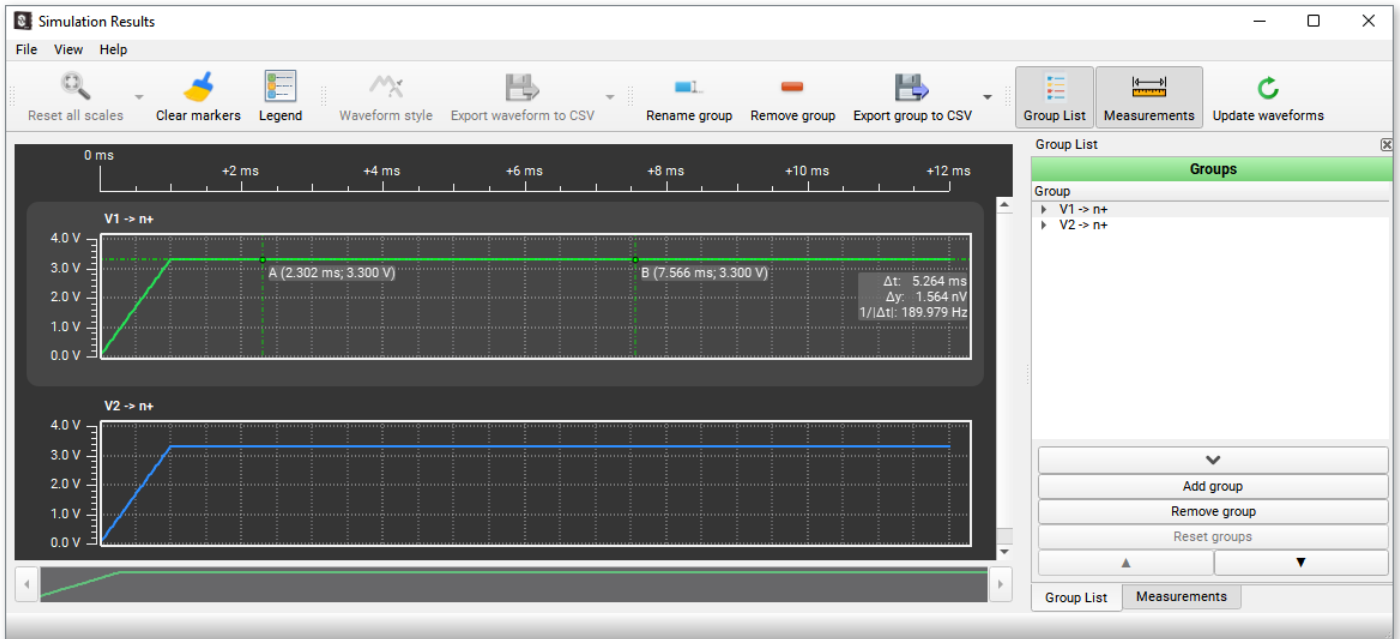 Simulation Results
File View Help
Reset all scales Clear markers Legend Waveform style Export waveform to CSV Rename group Remove group Export group to CSV Group List Measurements Update waveforms
0 ms
+2 ms +4 ms +6 ms +8 ms +10 ms +12 ms
V1 -> n+
4.0 V
3.0 V
2.0 V
1.0 V
0.0 V
A (2.302 ms; 3.300 V) B (7.566 ms; 3.300 V)
Δt: 5.264 ms
Δy: 1.564 nV
1/|Δt|: 189.979 Hz
V2 -> n+
4.0 V
3.0 V
2.0 V
1.0 V
0.0 V
Group List
Groups
Group
V1 -> n+
V2 -> n+
Add group
Remove group
Reset groups
Group List Measurements